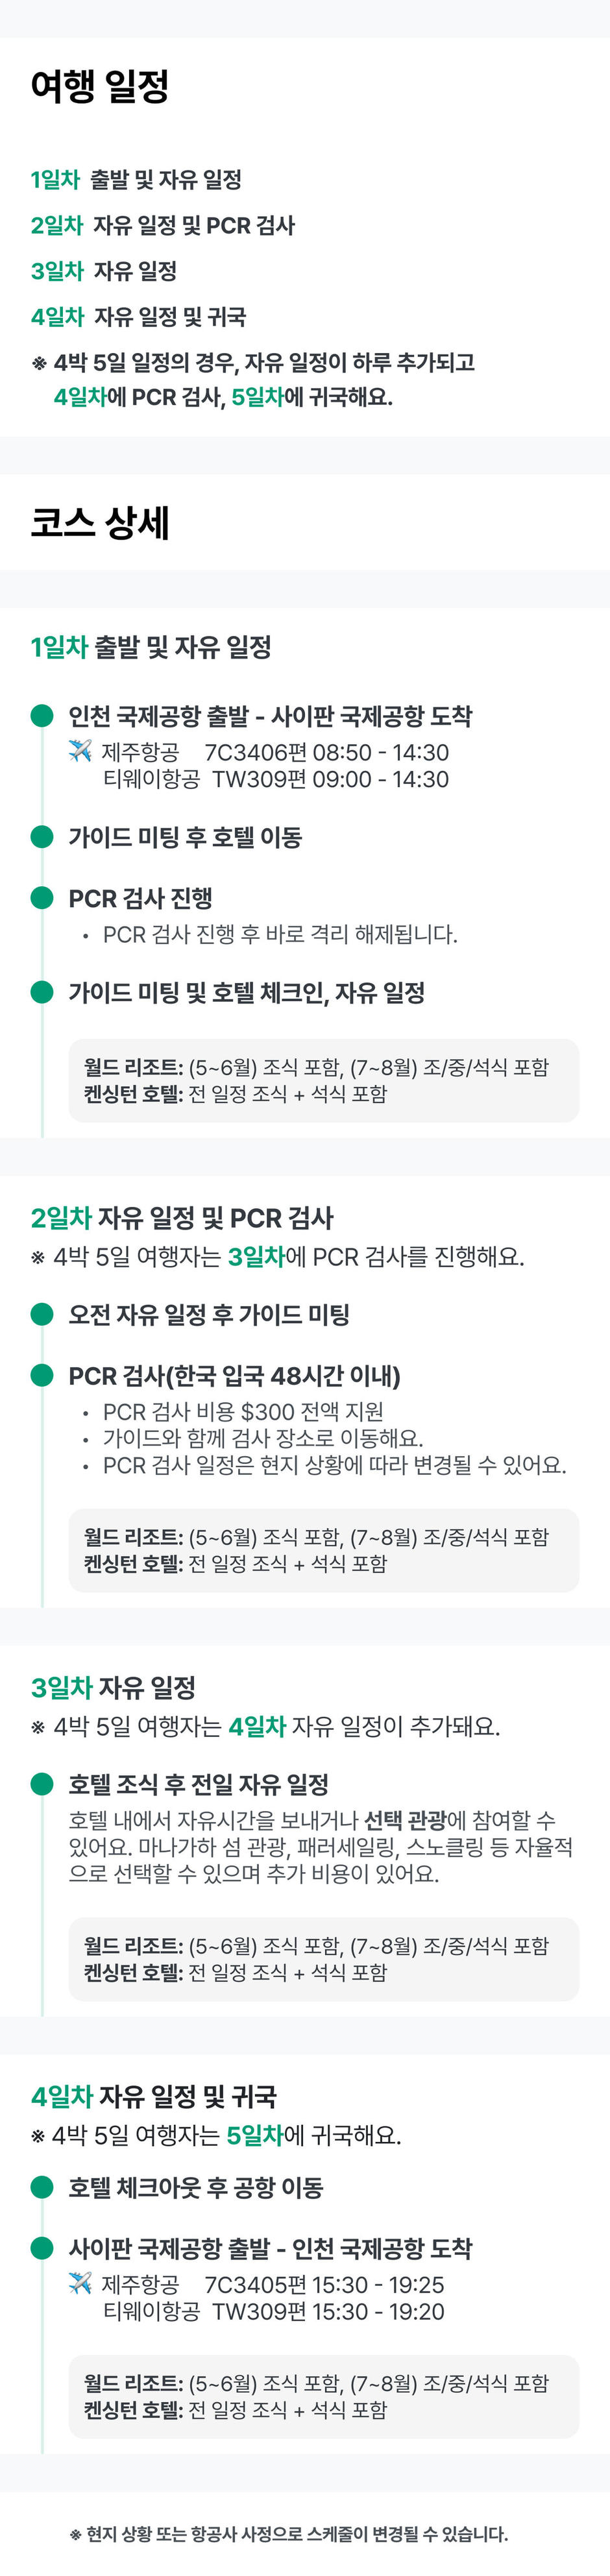 여행 일정
1일차 출발 및 자유 일정
2일차 자유 일정 및 PCR 검사
3일차 자유 일정
4일차 자유 일정 및 귀국
※ 4박 5일 일정의 경우, 자유 일정이 하루 추가되고
4일차에 PCR 검사, 5일차에 귀국해요.
코스 상세
1일차 출발 및 자유 일정
인천 국제공항 출발 - 사이판 국제공항 도착
✈️ 제주항공 7C3406편 08:50 - 14:30
티웨이항공 TW309편 09:00 - 14:30
가이드 미팅 후 호텔 이동
PCR 검사 진행
• PCR 검사 진행 후 바로 격리 해제됩니다.
가이드 미팅 및 호텔 체크인, 자유 일정
월드 리조트: (5~6월) 조식 포함, (7~8월) 조/중/석식 포함
켄싱턴 호텔: 전 일정 조식 + 석식 포함
2일차 자유 일정 및 PCR 검사
※ 4박 5일 여행자는 3일차에 PCR 검사를 진행해요.
오전 자유 일정 후 가이드 미팅
PCR 검사(한국 입국 48시간 이내)
• PCR 검사 비용 $300 전액 지원
• 가이드와 함께 검사 장소로 이동해요.
• PCR 검사 일정은 현지 상황에 따라 변경될 수 있어요.
월드 리조트: (5~6월) 조식 포함, (7~8월) 조/중/석식 포함
켄싱턴 호텔: 전 일정 조식 + 석식 포함
3일차 자유 일정
※ 4박 5일 여행자는 4일차 자유 일정이 추가돼요.
호텔 조식 후 전일 자유 일정
호텔 내에서 자유시간을 보내거나 선택 관광에 참여할 수
있어요. 마나가하 섬 관광, 패러세일링, 스노클링 등 자율적
으로 선택할 수 있으며 추가 비용이 있어요.
월드 리조트: (5~6월) 조식 포함, (7~8월) 조/중/석식 포함
켄싱턴 호텔: 전 일정 조식 + 석식 포함
4일차 자유 일정 및 귀국
※ 4박 5일 여행자는 5일차에 귀국해요.
호텔 체크아웃 후 공항 이동
사이판 국제공항 출발 - 인천 국제공항 도착
✈️ 제주항공 7C3405편 15:30 - 19:25
티웨이항공 TW309편 15:30 - 19:20
월드 리조트: (5~6월) 조식 포함, (7~8월) 조/중/석식 포함
켄싱턴 호텔: 전 일정 조식 + 석식 포함
※ 현지 상황 또는 항공사 사정으로 스케줄이 변경될 수 있습니다.